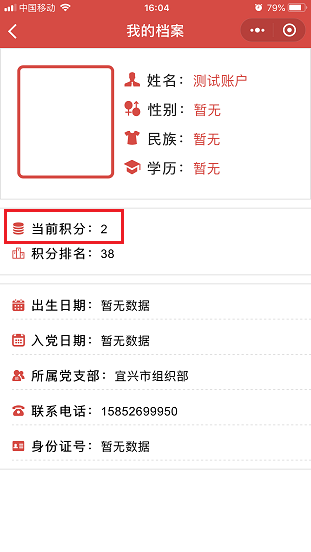 中国移动 16:04 79%
我的档案
姓名：测试账户
性别：暂无
民族：暂无
学历：暂无
当前积分：2
积分排名：38
出生日期：暂无数据
入党日期：暂无数据
所属党支部：宜兴市组织部
联系电话：15852699950
身份证号：暂无数据